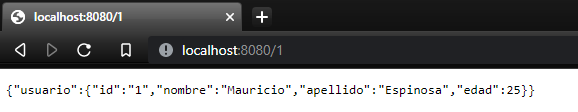 localhost:8080/1
localhost:8080/1
{"usuario":{"id":"1","nombre":"Mauricio","apellido":"Espinosa","edad":25}}